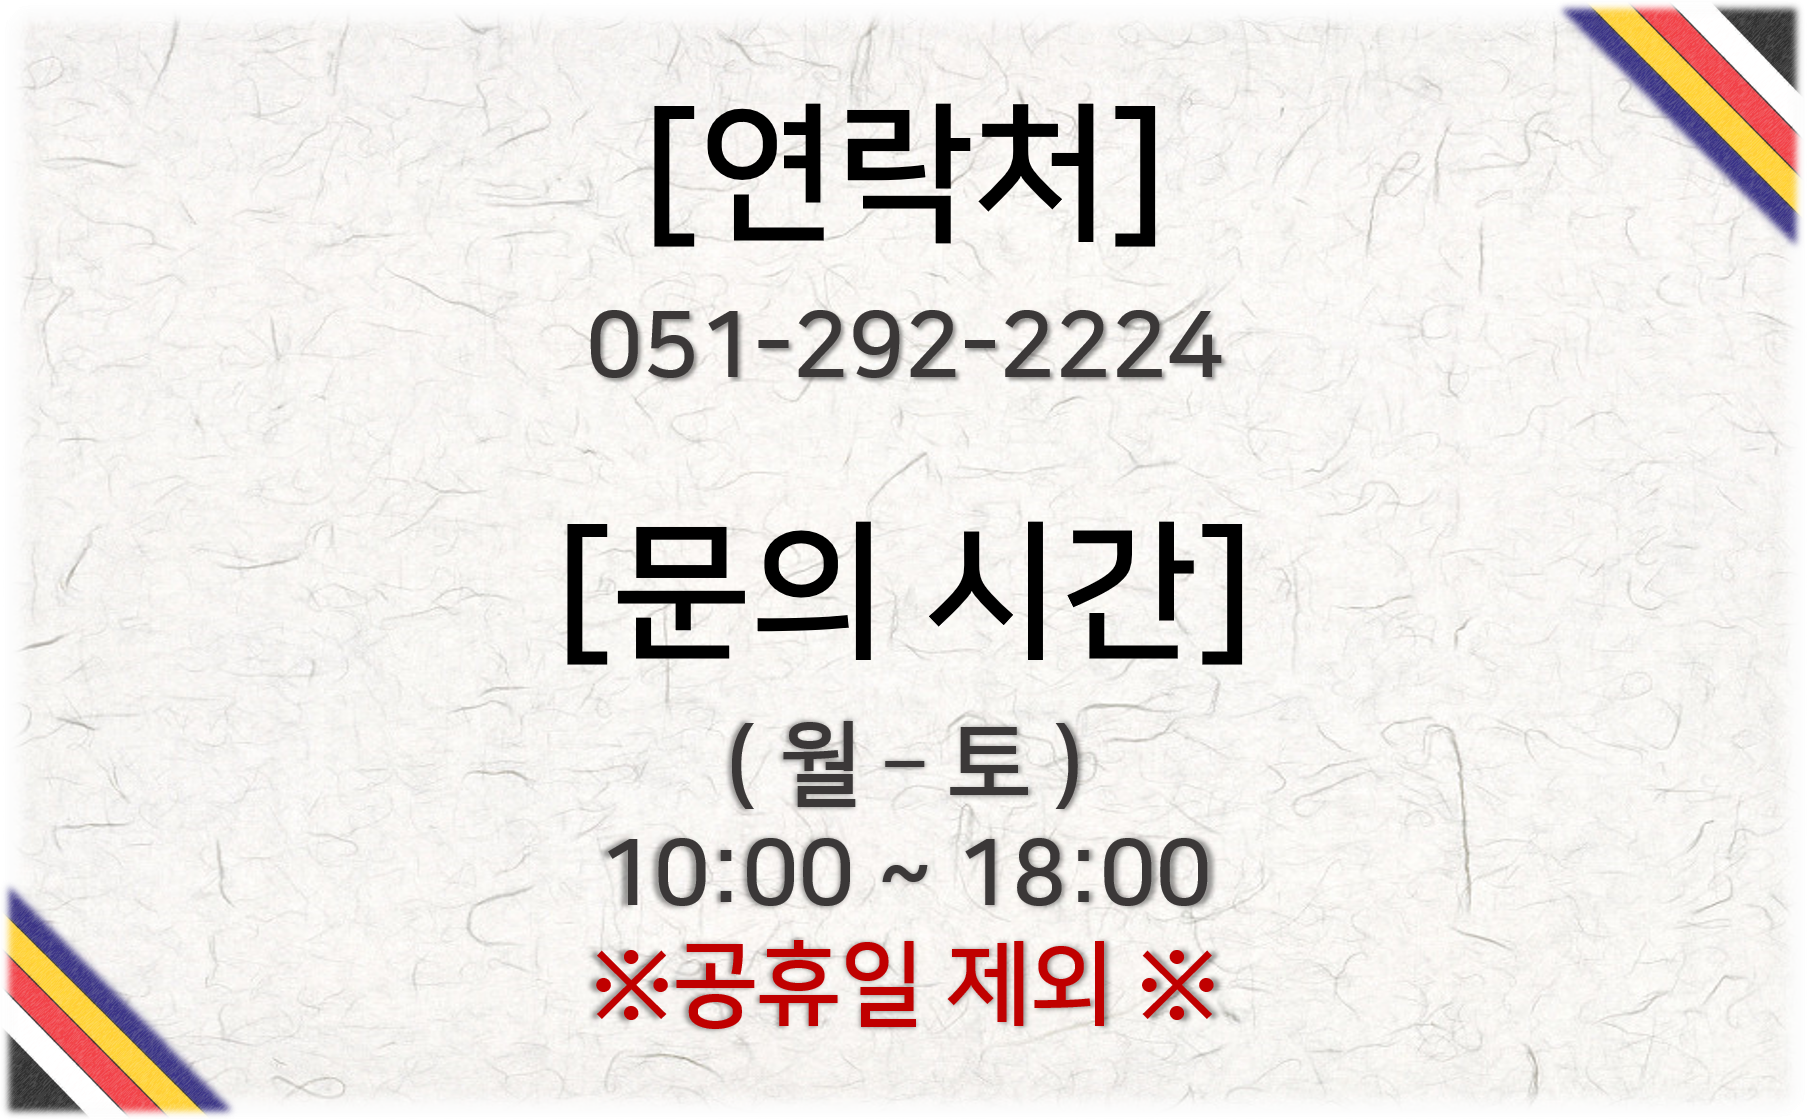 [연락처]
051-292-2224
[문의 시간]
( 월 – 토 )
10:00 ~ 18:00
※공휴일 제외 ※